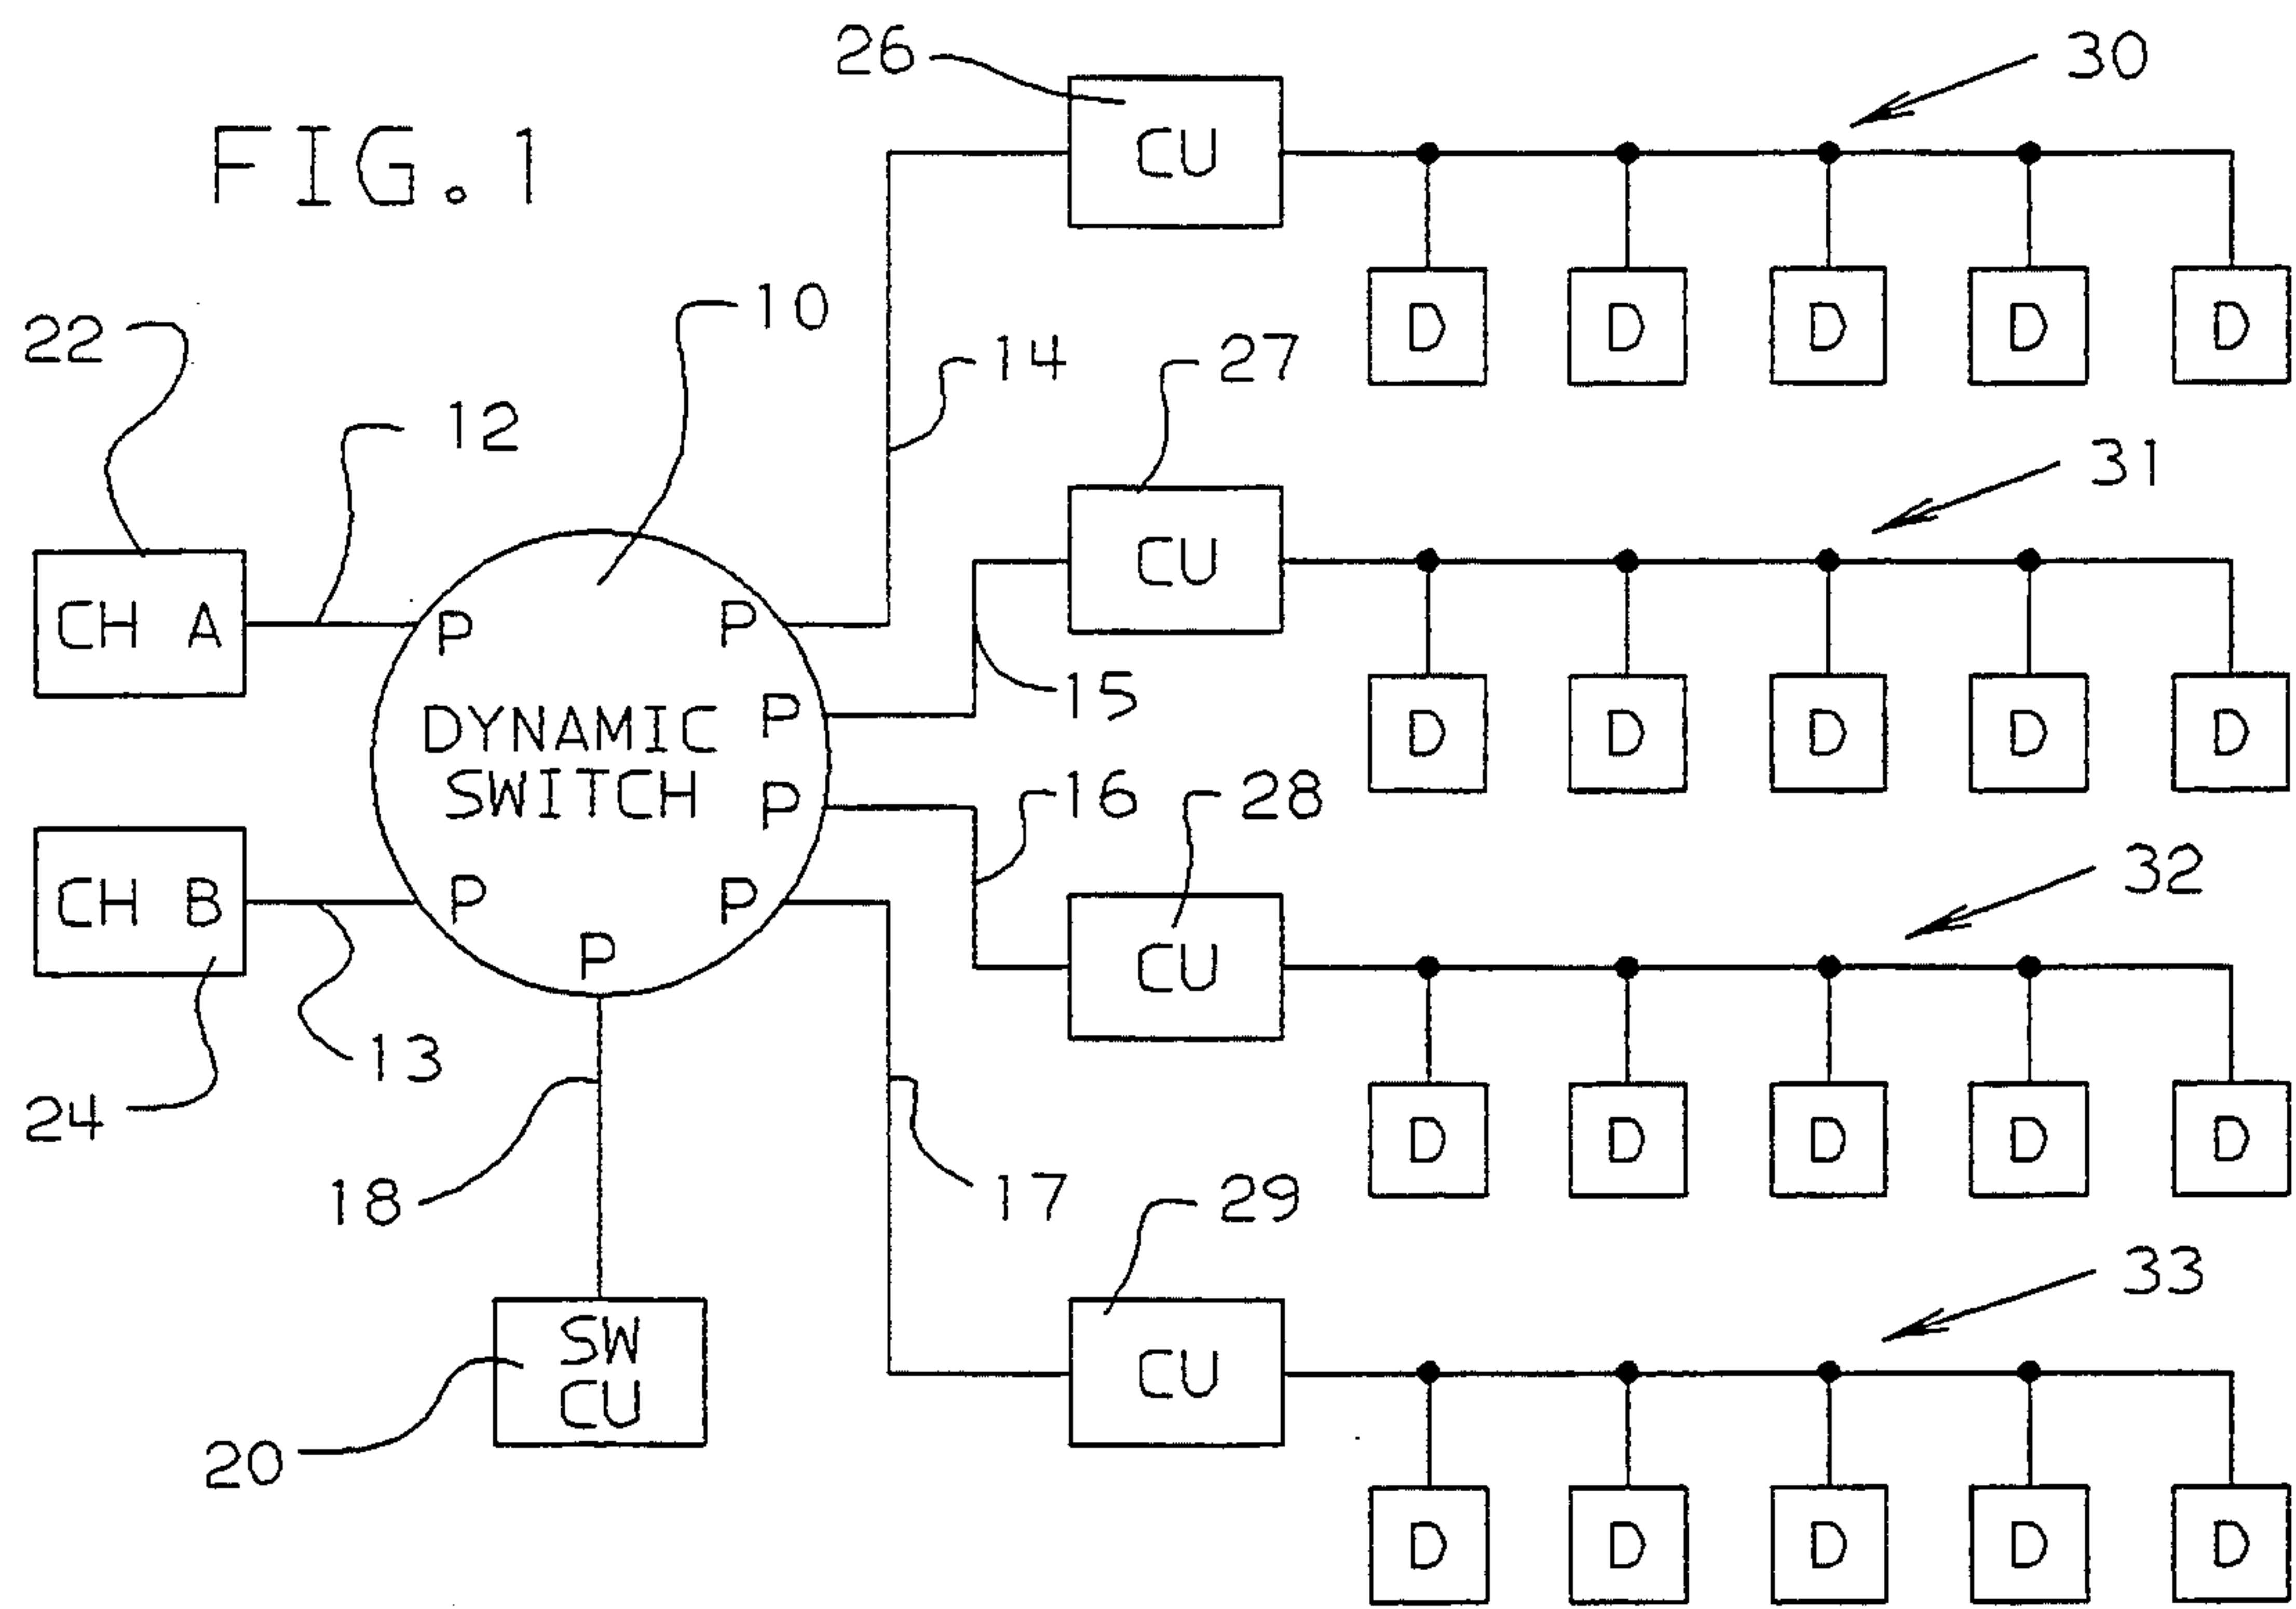 FIG.1
26
30
CU
D D D D D
22
10
12
14
27
31
CH A
P
P
CU
15
D D D D D
P
DYNAMIC
SWITCH
P
16
28
32
CH B
P
P
P
CU
13
24
18
17
D D D D D
29
33
SW
CU
20
CU
D D D D D